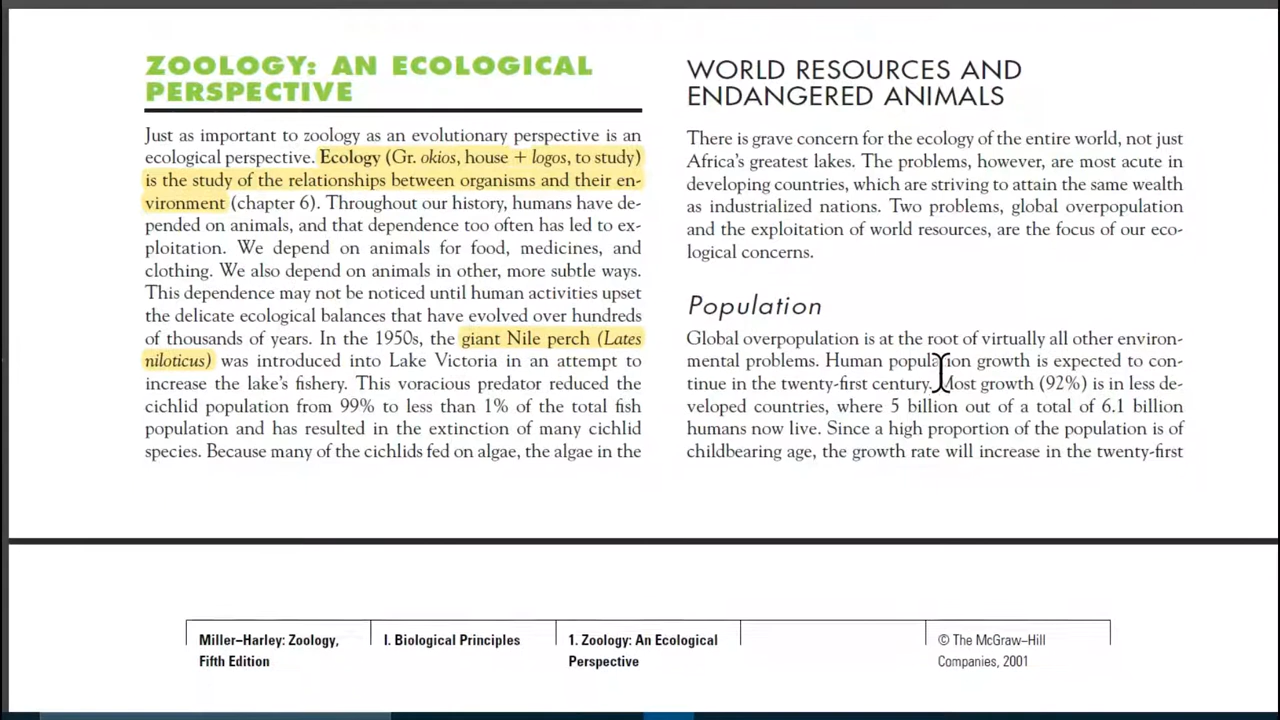 ZOOLOGY: AN ECOLOGICAL
PERSPECTIVE
Just as important to zoology as an evolutionary perspective is an
ecological perspective. Ecology (Gr. okios, house + logos, to study)
is the study of the relationships between organisms and their en-
vironment (chapter 6). Throughout our history, humans have de-
pended on animals, and that dependence too often has led to ex-
ploitation. We depend on animals for food, medicines, and
clothing. We also depend on animals in other, more subtle ways.
This dependence may not be noticed until human activities upset
the delicate ecological balances that have evolved over hundreds
of thousands of years. In the 1950s, the giant Nile perch (Lates
niloticus) was introduced into Lake Victoria in an attempt to
increase the lake's fishery. This voracious predator reduced the
cichlid population from 99% to less than 1% of the total fish
population and has resulted in the extinction of many cichlid
species. Because many of the cichlids fed on algae, the algae in the
WORLD RESOURCES AND
ENDANGERED ANIMALS
There is grave concern for the ecology of the entire world, not just
Africa's greatest lakes. The problems, however, are most acute in
developing countries, which are striving to attain the same wealth
as industrialized nations. Two problems, global overpopulation
and the exploitation of world resources, are the focus of our eco-
logical concerns.
Population
Global overpopulation is at the root of virtually all other environ-
mental problems. Human population growth is expected to con-
tinue in the twenty-first century. Most growth (92%) is in less de-
veloped countries, where 5 billion out of a total of 6.1 billion
humans now live. Since a high proportion of the population is of
childbearing age, the growth rate will increase in the twenty-first
Miller–Harley: Zoology,
Fifth Edition
I. Biological Principles
1. Zoology: An Ecological
Perspective
© The McGraw–Hill
Companies, 2001